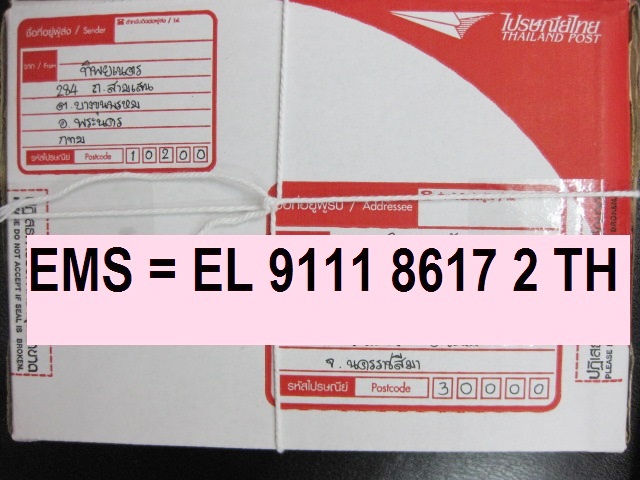 ชื่อที่อยู่ผู้ส่ง / Sender
ไปรษณีย์ไทย
THAILAND POST
จาก / From
ทิพยเนตร
284 ถ.สามเสน
ต.บางขุนพรหม
อ.พระนคร
กทม
รหัสไปรษณีย์ Postcode 10200
ชื่อที่อยู่ผู้รับ / Addressee
EMS = EL 9111 8617 2 TH
PLEASE DO NOT ACCEPT IF SEAL IS BROKEN.
จ.นครราชสีมา
รหัสไปรษณีย์ Postcode 30000